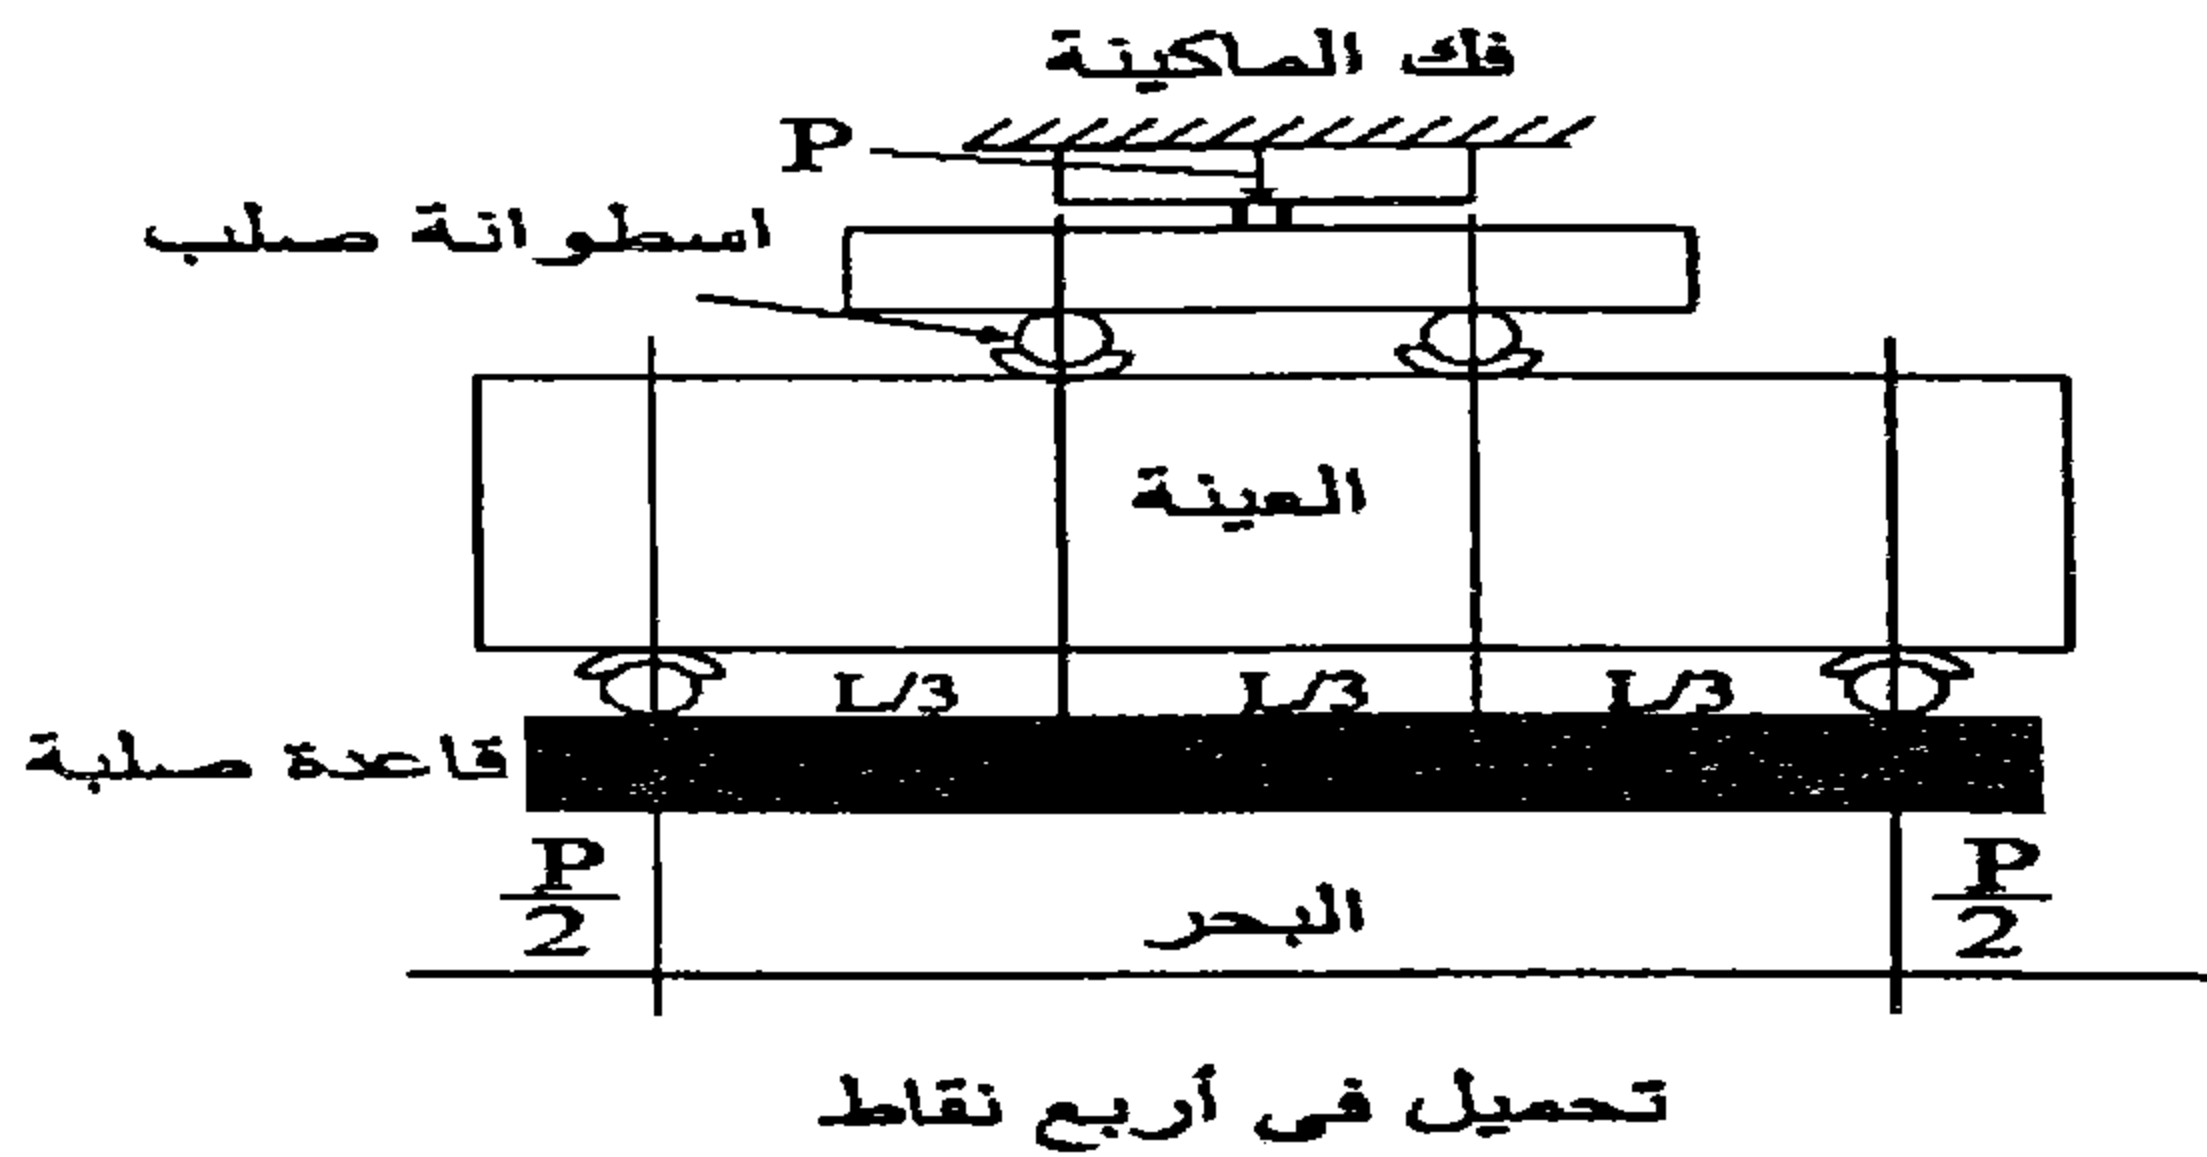 فك الماكينة
P
اسطوانة صلب
العينة
L/3 L/3 L/3
قاعدة صلبة
P/2 P/2
البحر
تحميل فى أربع نقاط